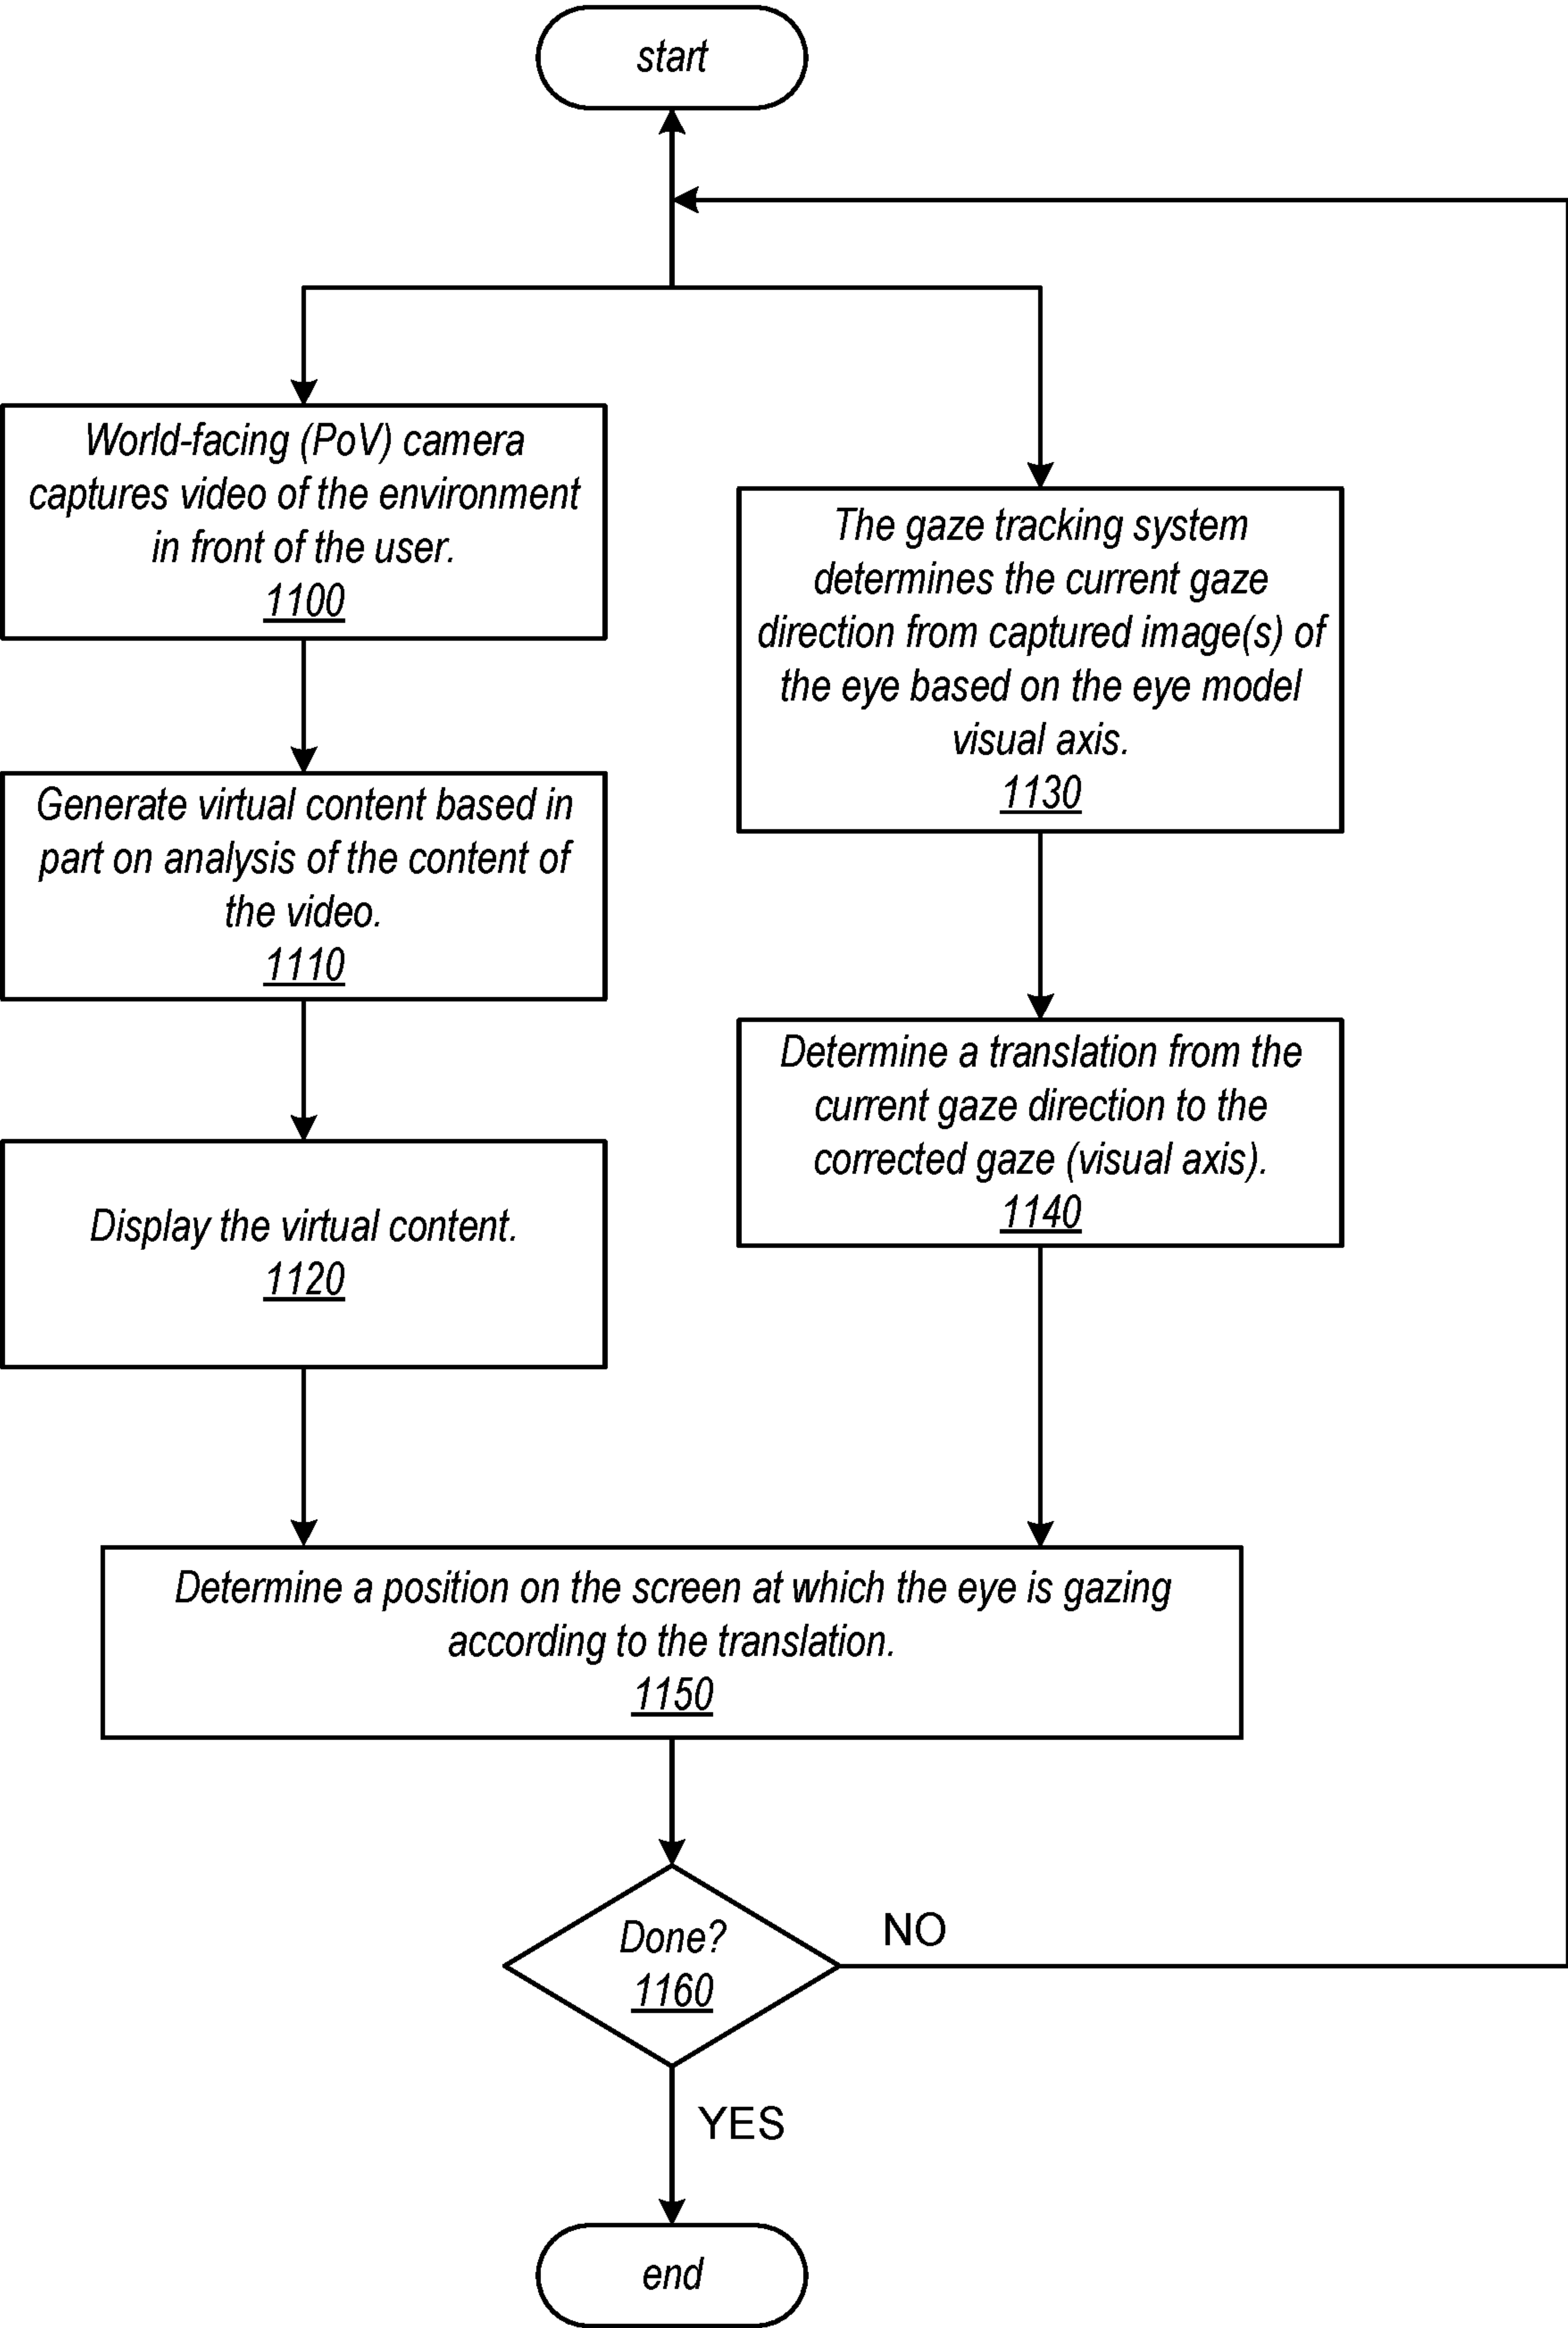 start
World-facing (PoV) camera
captures video of the environment
in front of the user.
1100
Generate virtual content based in
part on analysis of the content of
the video.
1110
Display the virtual content.
1120
The gaze tracking system
determines the current gaze
direction from captured image(s) of
the eye based on the eye model
visual axis.
1130
Determine a translation from the
current gaze direction to the
corrected gaze (visual axis).
1140
Determine a position on the screen at which the eye is gazing
according to the translation.
1150
Done?
1160
NO
YES
end